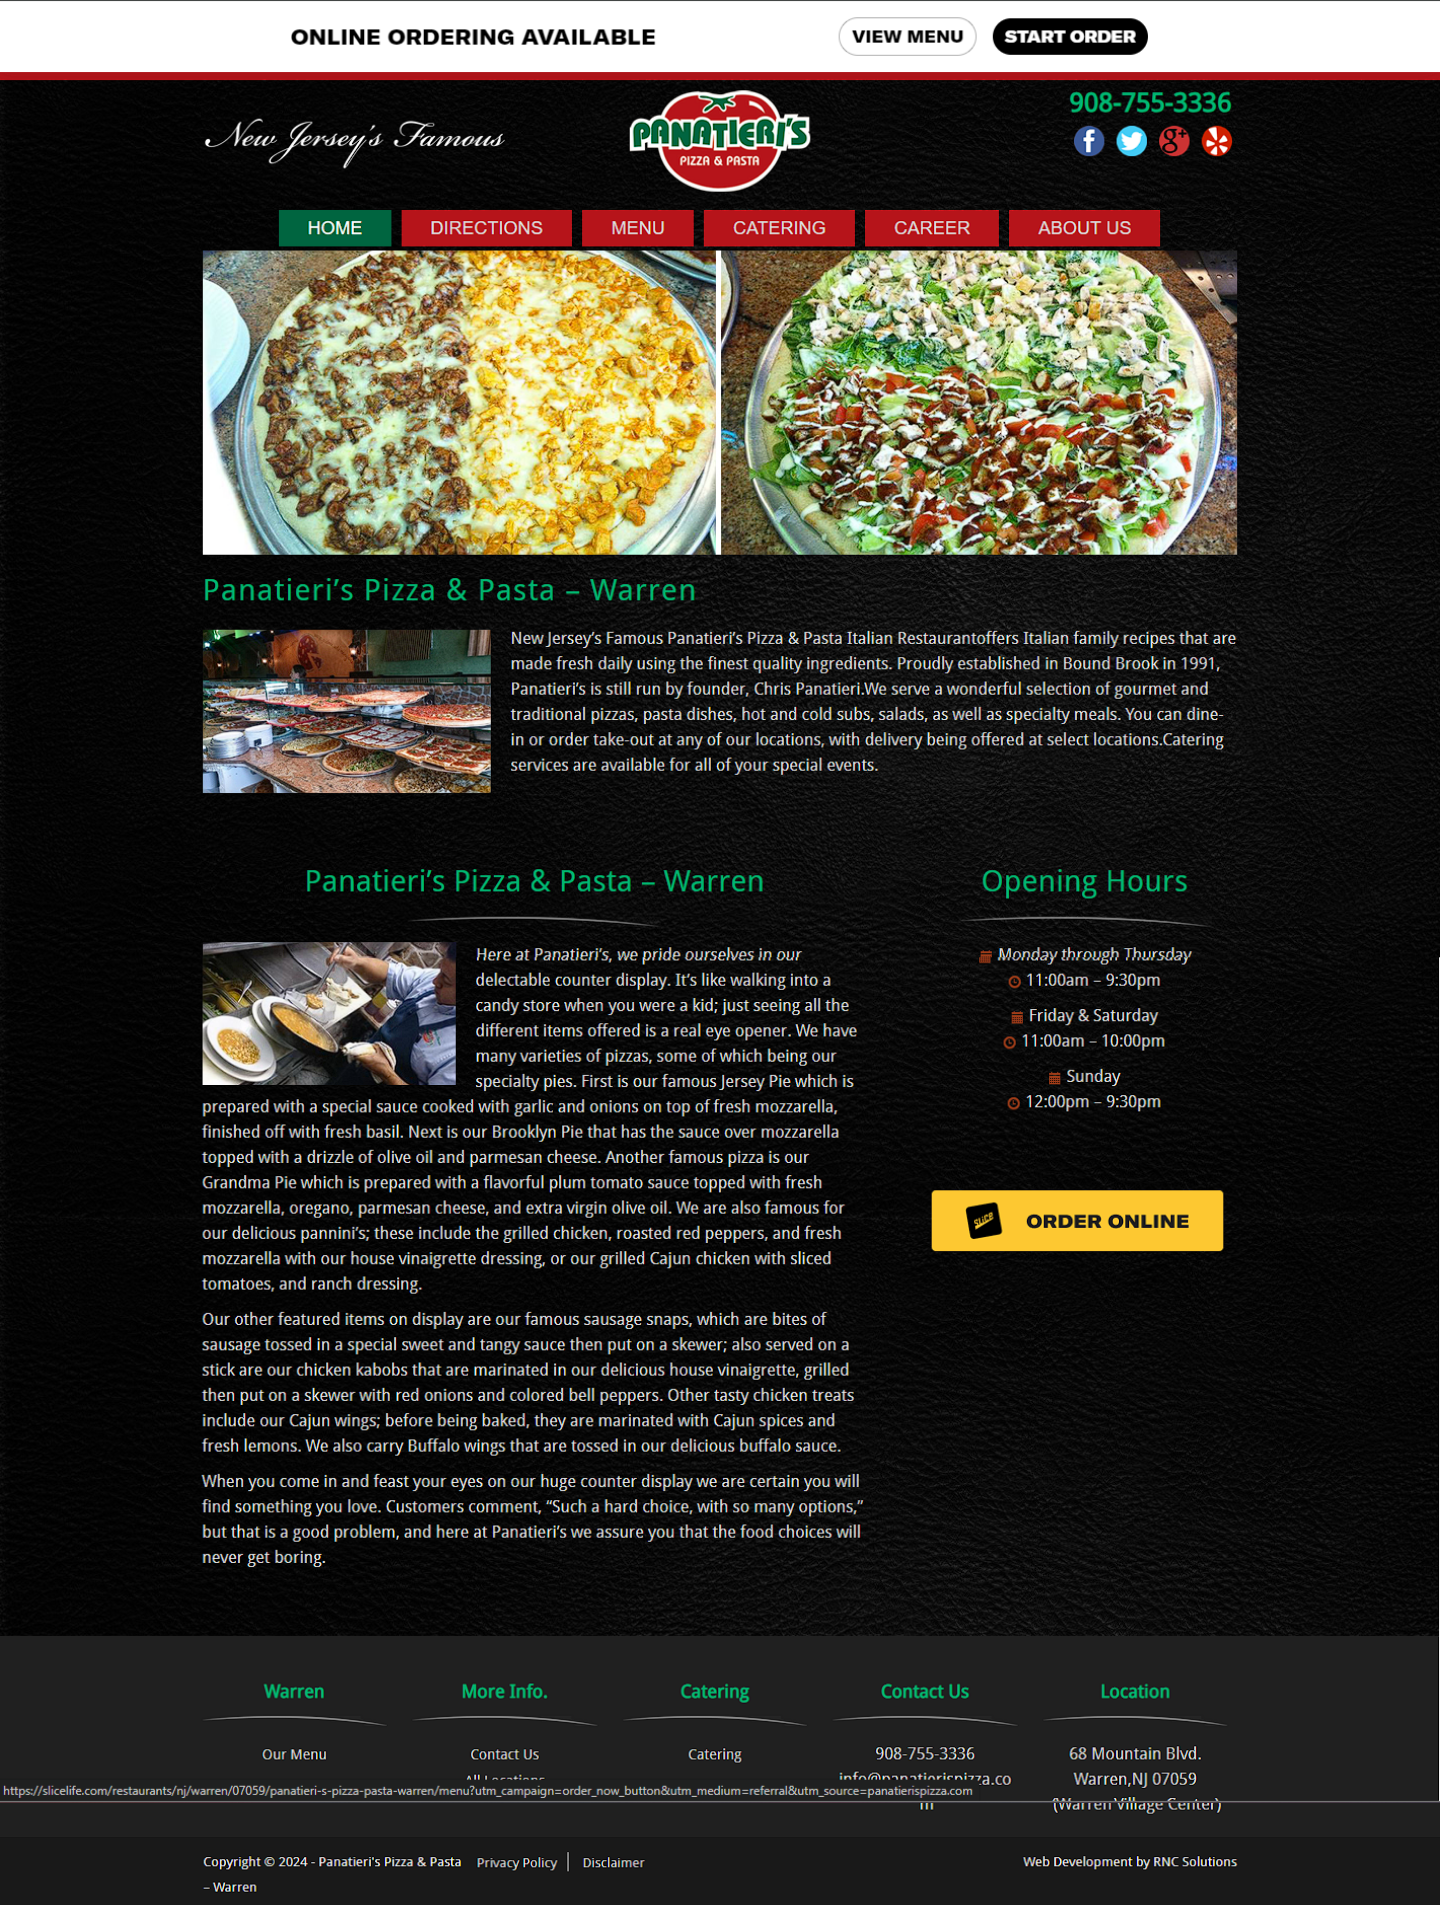 ONLINE ORDERING AVAILABLE
VIEW MENU
START ORDER
New Jersey's Famous
PANATIERI'S
PIZZA & PASTA
908-755-3336
HOME
DIRECTIONS
MENU
CATERING
CAREER
ABOUT US
Panatieri's Pizza & Pasta – Warren
New Jersey's Famous Panatieri's Pizza & Pasta Italian Restaurantoffers Italian family recipes that are
made fresh daily using the finest quality ingredients. Proudly established in Bound Brook in 1991,
Panatieri's is still run by founder, Chris Panatieri.We serve a wonderful selection of gourmet and
traditional pizzas, pasta dishes, hot and cold subs, salads, as well as specialty meals. You can dine-
in or order take-out at any of our locations, with delivery being offered at select locations.Catering
services are available for all of your special events.
Panatieri's Pizza & Pasta – Warren
Here at Panatieri's, we pride ourselves in our
delectable counter display. It's like walking into a
candy store when you were a kid; just seeing all the
different items offered is a real eye opener. We have
many varieties of pizzas, some of which being our
specialty pies. First is our famous Jersey Pie which is
prepared with a special sauce cooked with garlic and onions on top of fresh mozzarella,
finished off with fresh basil. Next is our Brooklyn Pie that has the sauce over mozzarella
topped with a drizzle of olive oil and parmesan cheese. Another famous pizza is our
Grandma Pie which is prepared with a flavorful plum tomato sauce topped with fresh
mozzarella, oregano, parmesan cheese, and extra virgin olive oil. We are also famous for
our delicious pannini's; these include the grilled chicken, roasted red peppers, and fresh
mozzarella with our house vinaigrette dressing, or our grilled Cajun chicken with sliced
tomatoes, and ranch dressing.
Our other featured items on display are our famous sausage snaps, which are bites of
sausage tossed in a special sweet and tangy sauce then put on a skewer; also served on a
stick are our chicken kabobs that are marinated in our delicious house vinaigrette, grilled
then put on a skewer with red onions and colored bell peppers. Other tasty chicken treats
include our Cajun wings; before being baked, they are marinated with Cajun spices and
fresh lemons. We also carry Buffalo wings that are tossed in our delicious buffalo sauce.
When you come in and feast your eyes on our huge counter display we are certain you will
find something you love. Customers comment, “Such a hard choice, with so many options,”
but that is a good problem, and here at Panatieri's we assure you that the food choices will
never get boring.
Opening Hours
Monday through Thursday
11:00am – 9:30pm
Friday & Saturday
11:00am – 10:00pm
Sunday
12:00pm – 9:30pm
SLICE
ORDER ONLINE
Warren
Our Menu
More Info.
Contact Us
All Locations
Catering
Catering
Contact Us
908-755-3336
info@panatierispizza.co
m
Location
68 Mountain Blvd.
Warren,NJ 07059
(Warren Village Center)
https://slicelife.com/restaurants/nj/warren/07059/panatieri-s-pizza-pasta-warren/menu?utm_campaign=order_now_button&utm_medium=referral&utm_source=panatierispizza.com
Copyright © 2024 - Panatieri's Pizza & Pasta
– Warren
Privacy Policy
Disclaimer
Web Development by RNC Solutions